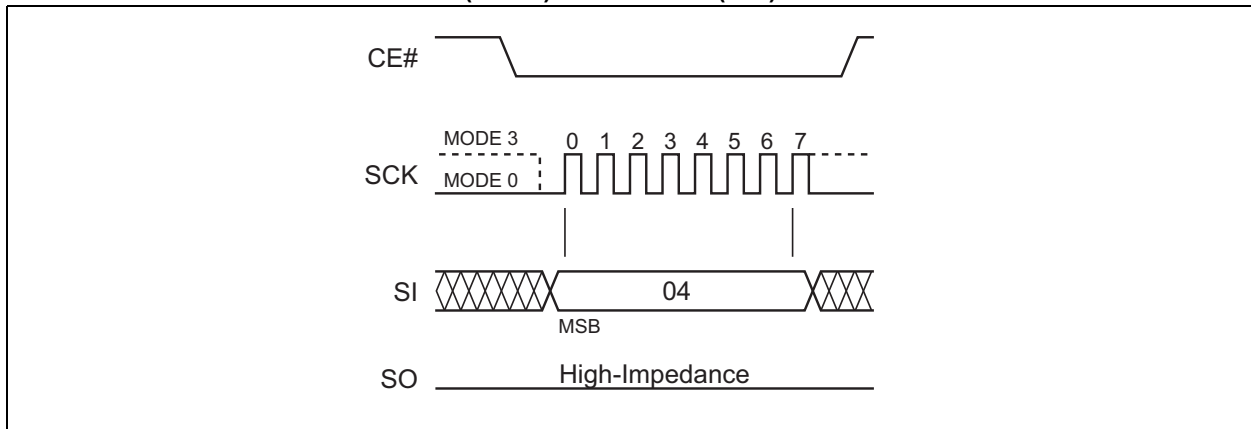 CE#
MODE 3
0 1 2 3 4 5 6 7
SCK
MODE 0
SI
04
MSB
SO
High-Impedance